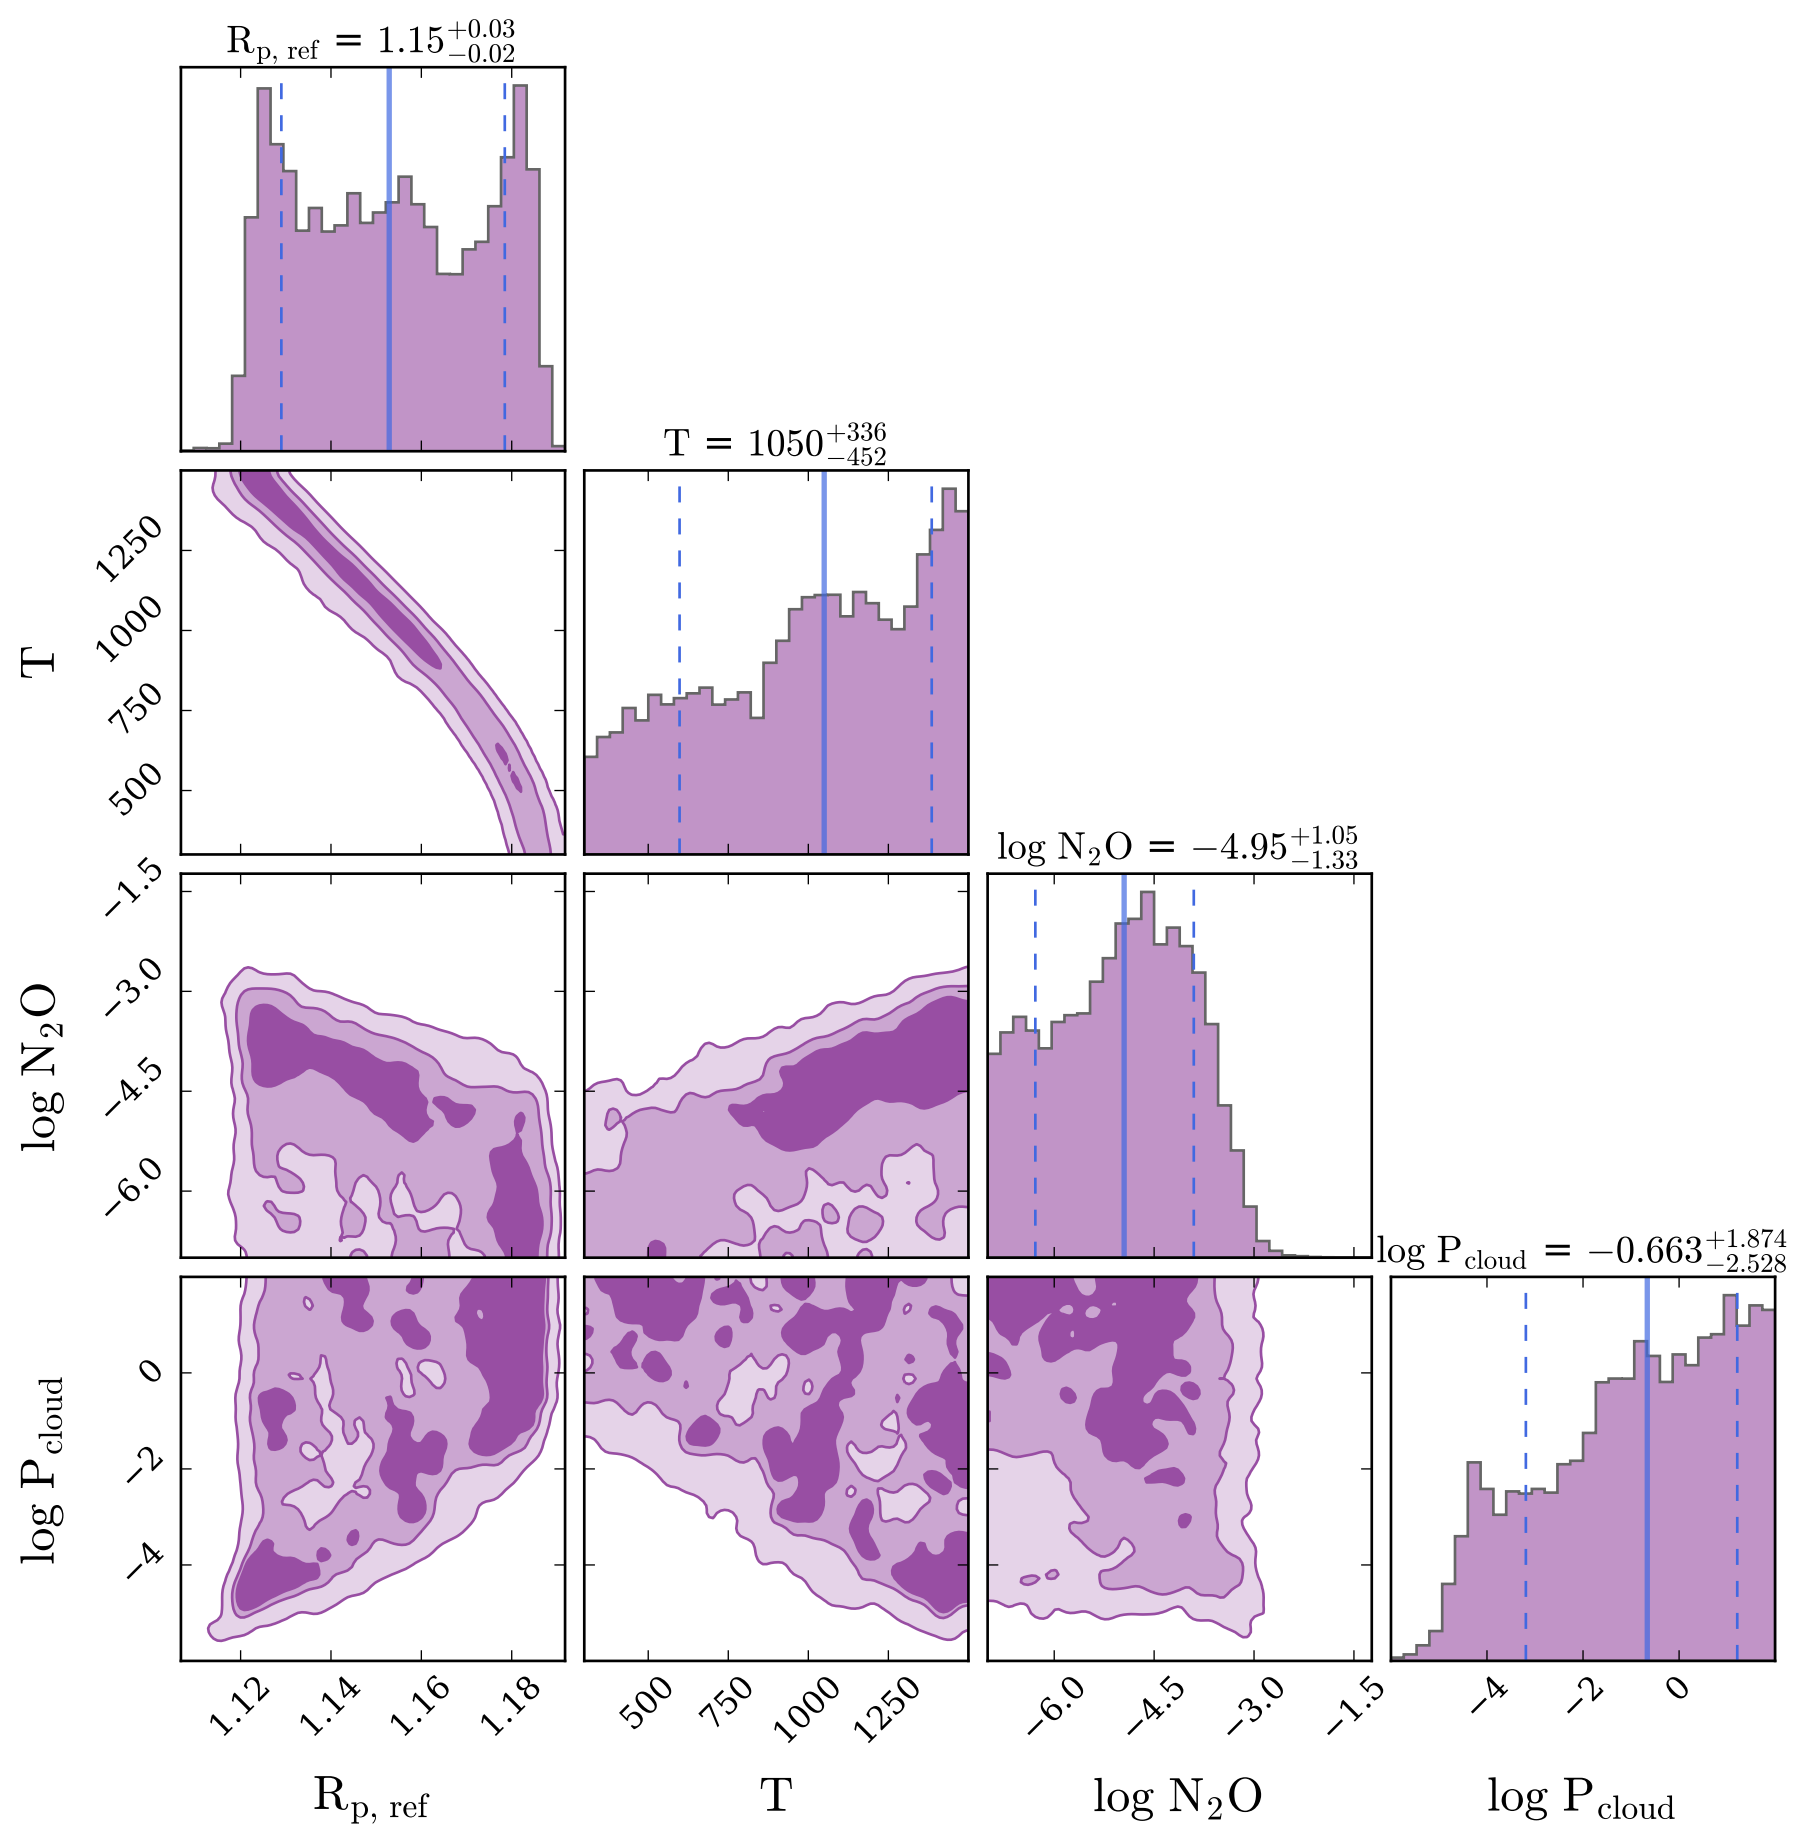 R_p, ref = 1.15^{+0.03}_{−0.02}
T = 1050^{+336}_{−452}
1250
1000
750
500
T
log N₂O = −4.95^{+1.05}_{−1.33}
−1.5
−3.0
−4.5
−6.0
log N₂O
log P_cloud = −0.663^{+1.874}_{−2.528}
0
−2
−4
log P_cloud
1.12 1.14 1.16 1.18 500 750 1000 1250 −6.0 −4.5 −3.0 −1.5 −4 −2 0
R_p, ref T log N₂O log P_cloud